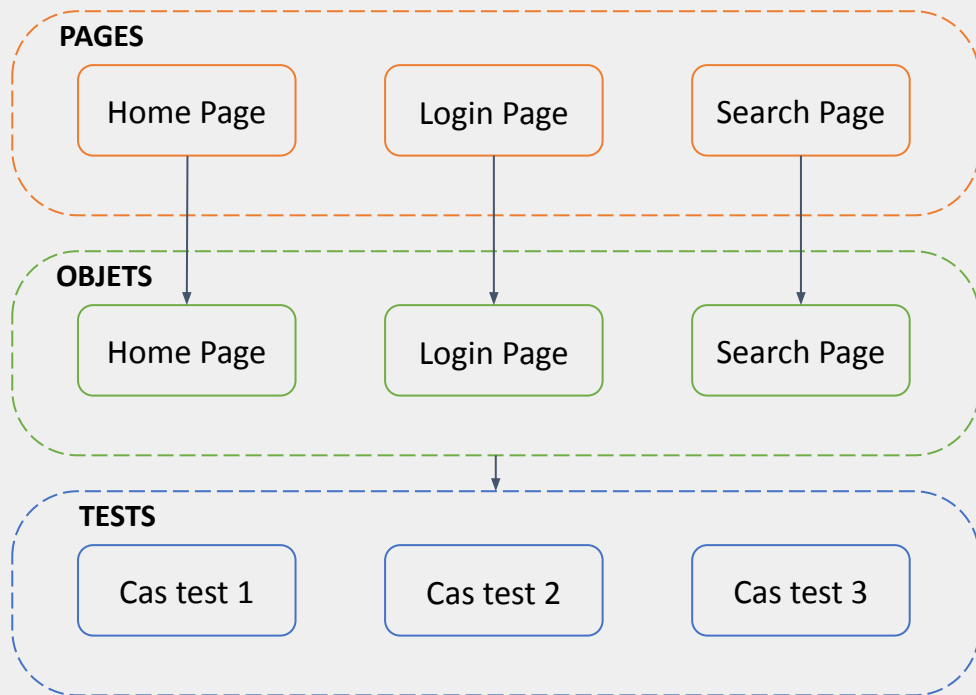 PAGES
Home Page
Login Page
Search Page
OBJETS
Home Page
Login Page
Search Page
TESTS
Cas test 1
Cas test 2
Cas test 3